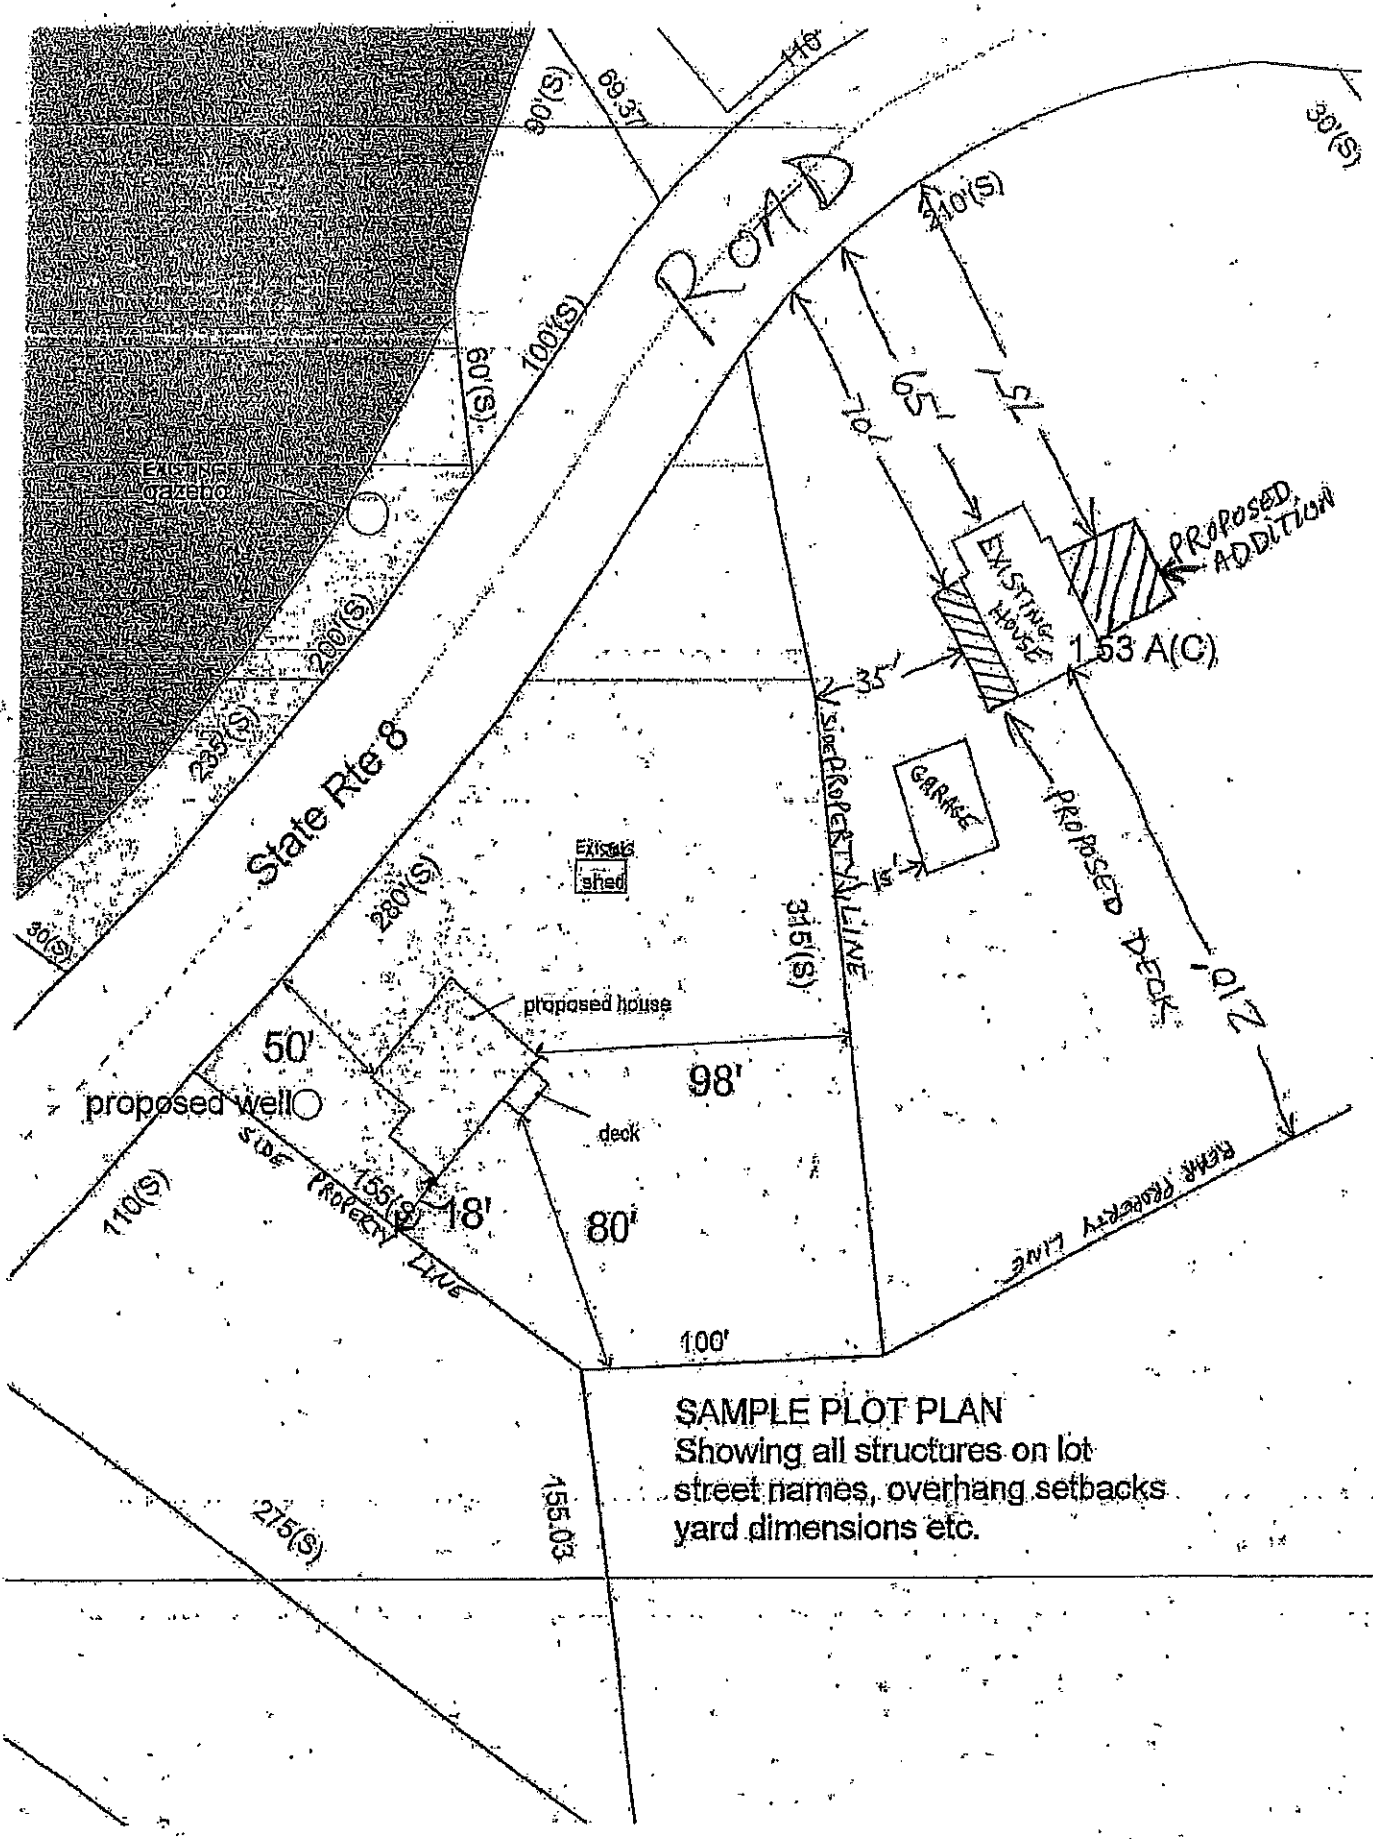 90'(S)
69.37'
110'
30'(S)
ROAD
210'(S)
100'(S)
60'(S)
65'
75'
70'
EXISTING
gazebo
PROPOSED
ADDITION
EXISTING
HOUSE
1.53 A(C)
200'(S)
35'
235'(S)
State Rte 8
SIDE PROPERTY LINE
GARAGE
PROPOSED DECK
EXISTING
shed
280'(S)
315'(S)
30'(S)
210'
proposed house
50'
98'
proposed well
deck
SIDE PROPERTY LINE
155'(S)
18'
80'
110'(S)
REAR PROPERTY LINE
100'
SAMPLE PLOT PLAN
Showing all structures on lot
street names, overhang setbacks
yard dimensions etc.
155.03
275'(S)